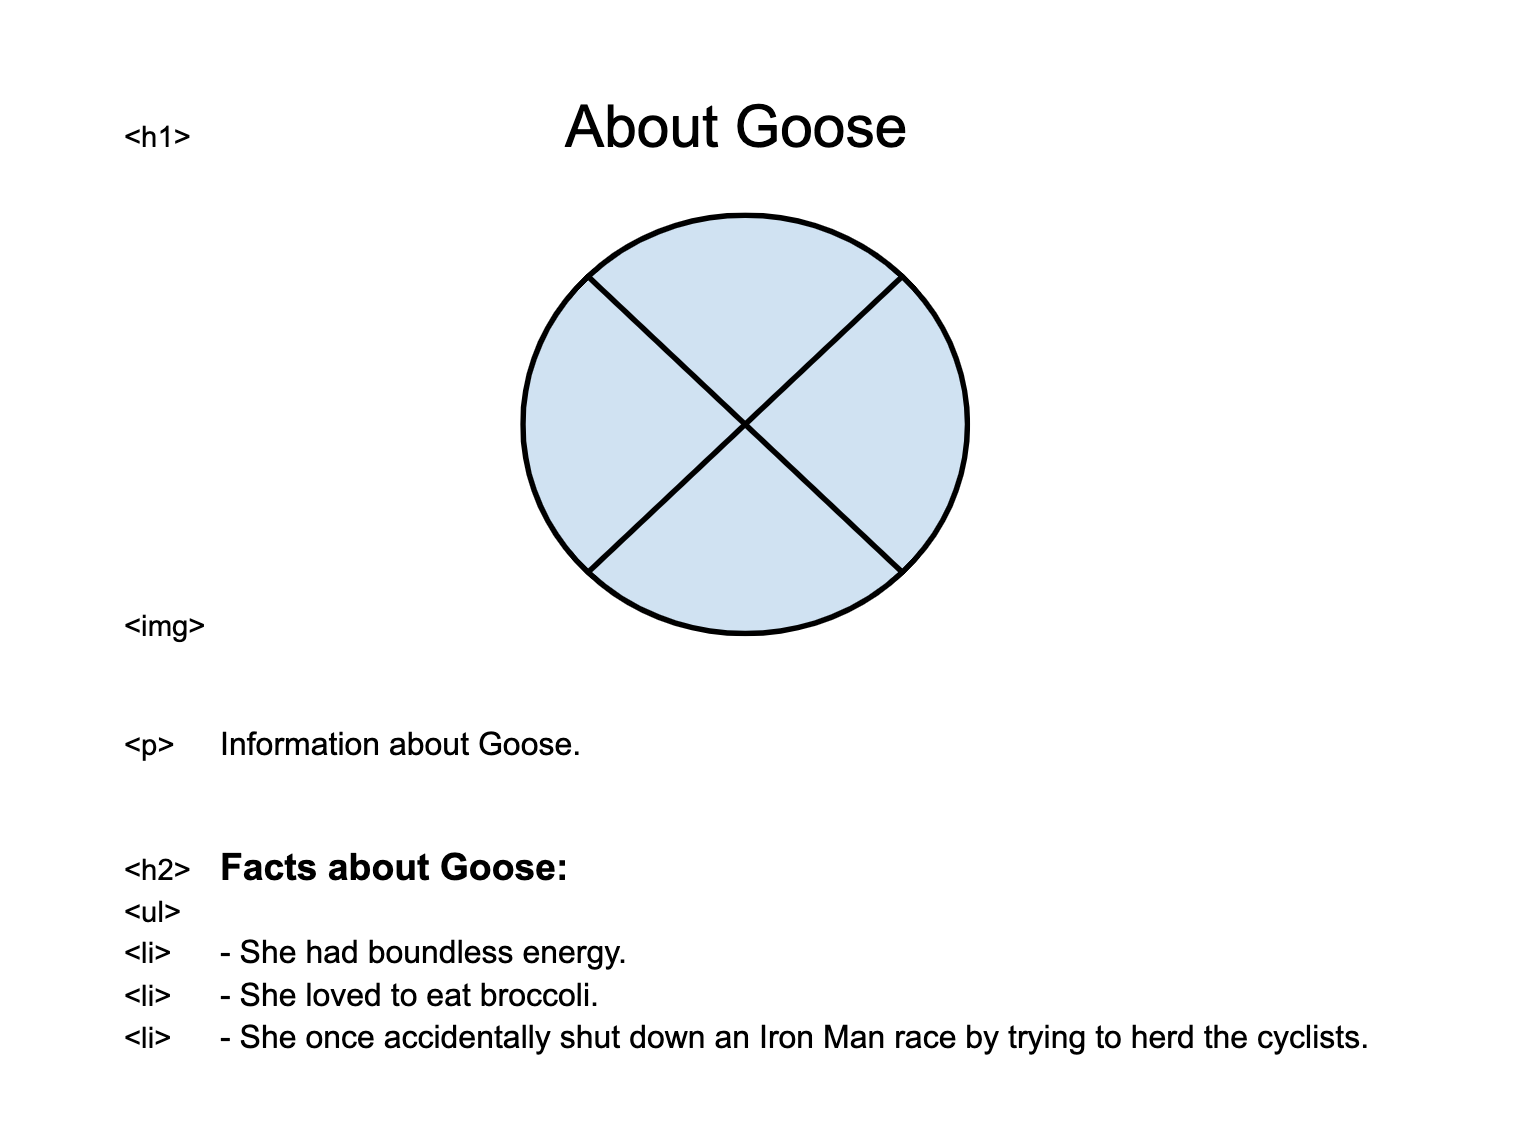 <h1> About Goose
<img>
<p> Information about Goose.
<h2> Facts about Goose:
<ul>
<li> - She had boundless energy.
<li> - She loved to eat broccoli.
<li> - She once accidentally shut down an Iron Man race by trying to herd the cyclists.